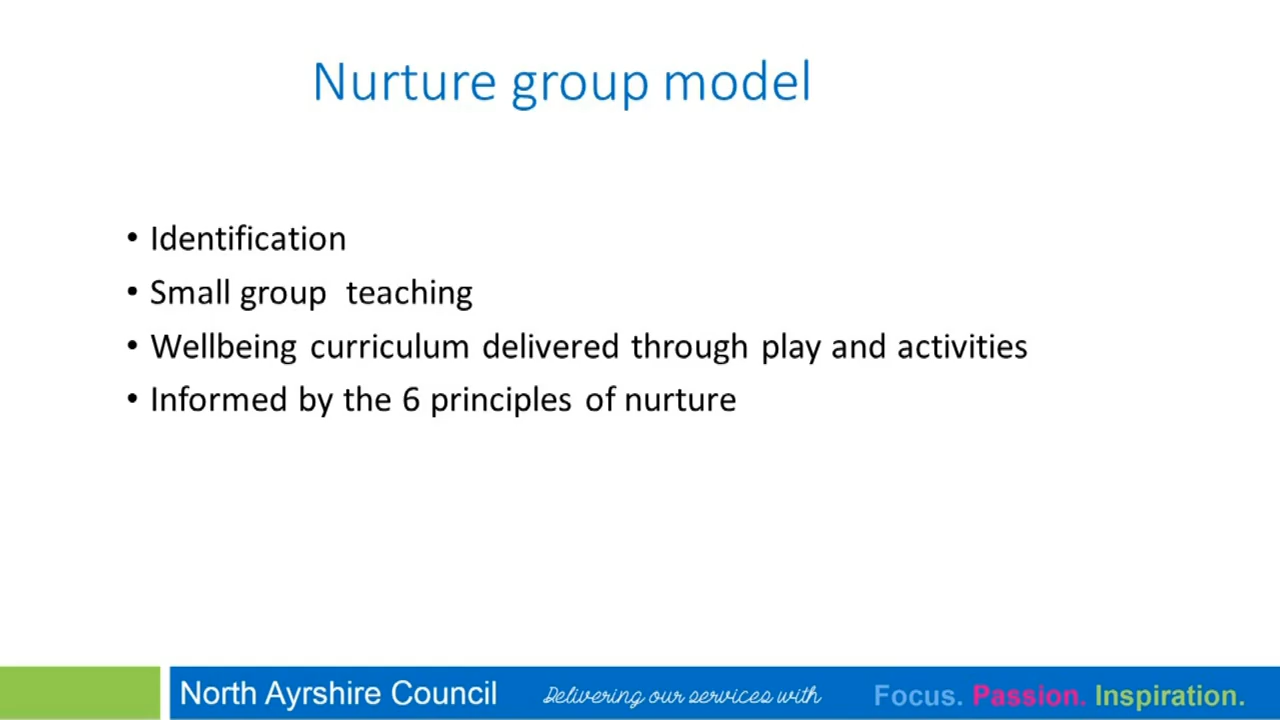 Nurture group model
• Identification
• Small group teaching
• Wellbeing curriculum delivered through play and activities
• Informed by the 6 principles of nurture
North Ayrshire Council Delivering our services with Focus. Passion. Inspiration.